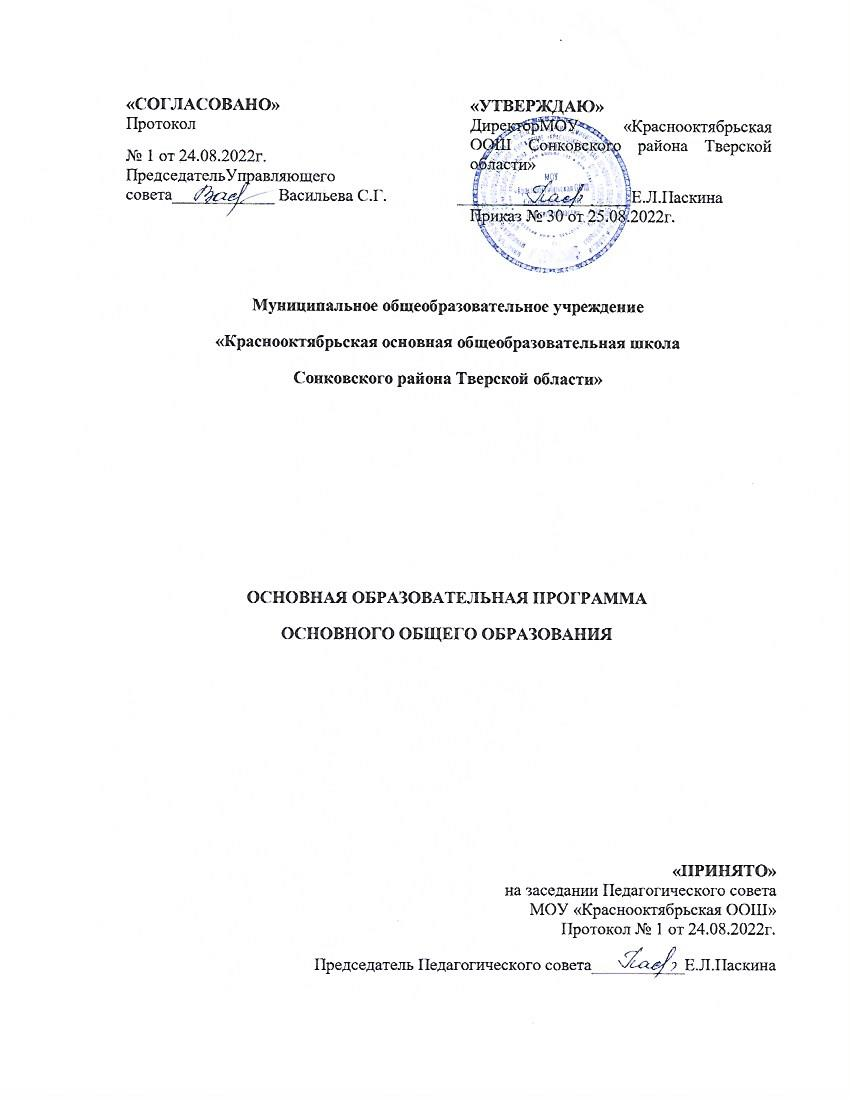 «СОГЛАСОВАНО»
Протокол
№ 1 от 24.08.2022г.
ПредседательУправляющего
совета____________ Васильева С.Г.
«УТВЕРЖДАЮ»
ДиректорМОУ «Краснооктябрьская
ООШ Сонковского района Тверской
области»
____________________Е.Л.Паскина
Приказ № 30 от 25.08.2022г.
МОУ
Муниципальное общеобразовательное учреждение
«Краснооктябрьская основная общеобразовательная школа
Сонковского района Тверской области»
ОСНОВНАЯ ОБРАЗОВАТЕЛЬНАЯ ПРОГРАММА
ОСНОВНОГО ОБЩЕГО ОБРАЗОВАНИЯ
«ПРИНЯТО»
на заседании Педагогического совета
МОУ «Краснооктябрьская ООШ»
Протокол № 1 от 24.08.2022г.
Председатель Педагогического совета___________Е.Л.Паскина